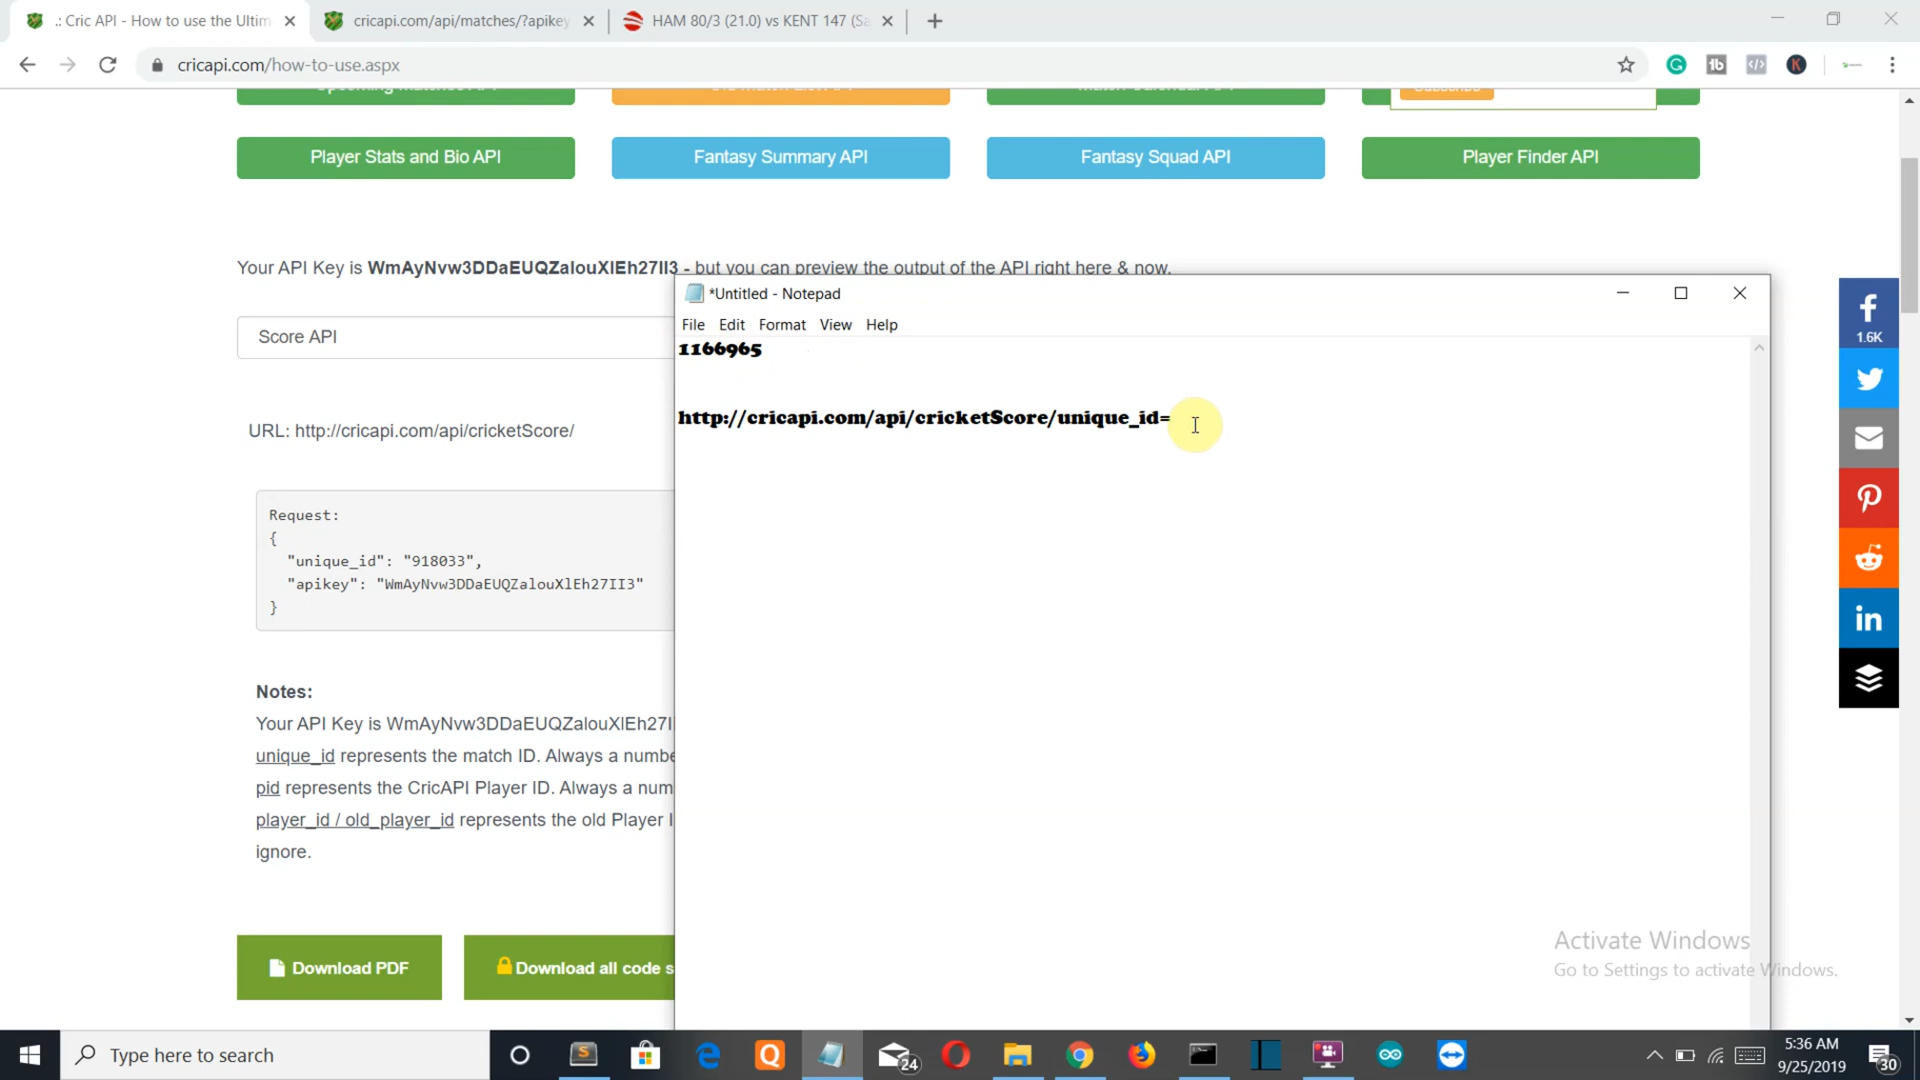 .: Cric API - How to use the Ultim
cricapi.com/api/matches/?apikey
HAM 80/3 (21.0) vs KENT 147 (Sa
cricapi.com/how-to-use.aspx
Player Stats and Bio API
Fantasy Summary API
Fantasy Squad API
Player Finder API
Your API Key is WmAyNvw3DDaEUQZalouXlEh27II3 - but you can preview the output of the API right here & now.
*Untitled - Notepad
File Edit Format View Help
Score API
1166965
http://cricapi.com/api/cricketScore/unique_id=
URL: http://cricapi.com/api/cricketScore/
Request:
{
"unique_id": "918033",
"apikey": "WmAyNvw3DDaEUQZalouXlEh27II3"
}
Notes:
Your API Key is WmAyNvw3DDaEUQZalouXlEh27I
unique_id represents the match ID. Always a numbe
pid represents the CricAPI Player ID. Always a num
player_id / old_player_id represents the old Player I
ignore.
1.6K
Download PDF
Download all code s
Activate Windows
Go to Settings to activate Windows.
Type here to search
24
5:36 AM
9/25/2019
30